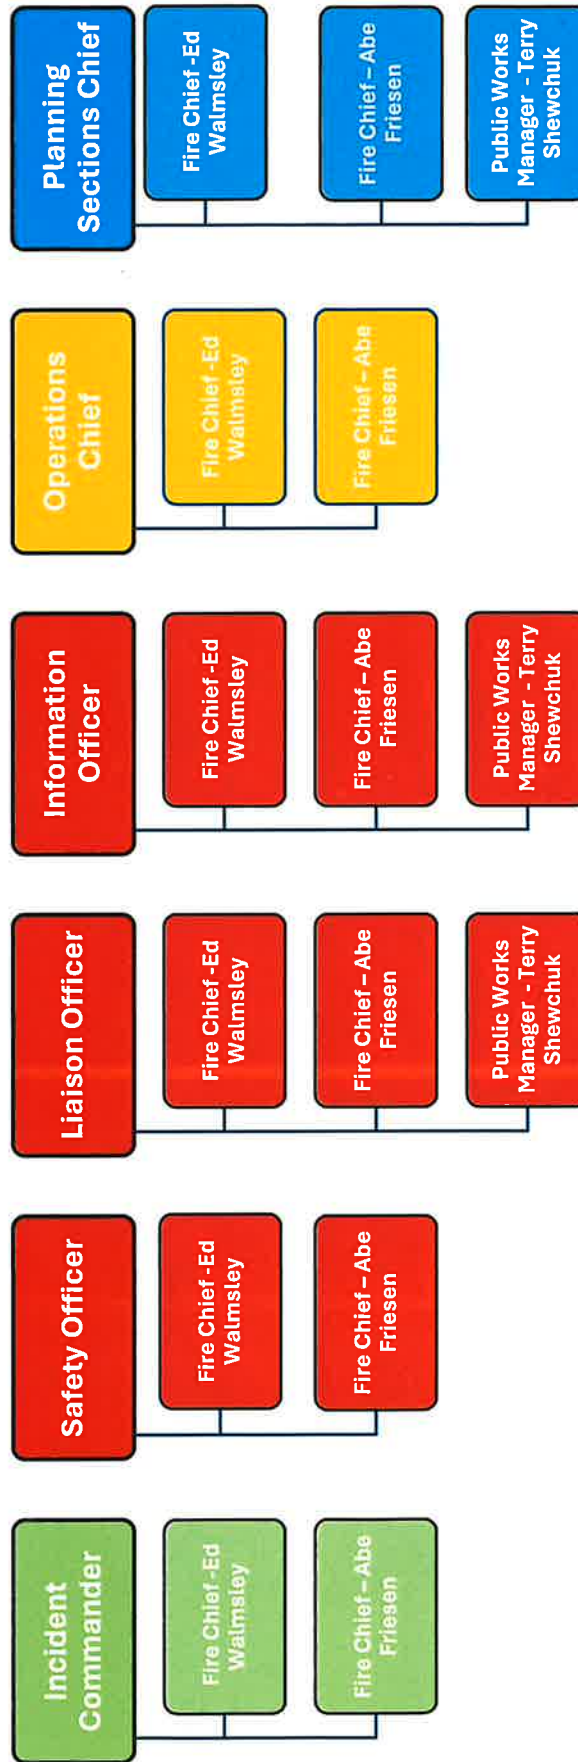 Incident
Commander
Fire Chief -Ed
Walmsley
Fire Chief – Abe
Friesen
Safety Officer
Fire Chief -Ed
Walmsley
Fire Chief – Abe
Friesen
Liaison Officer
Fire Chief -Ed
Walmsley
Fire Chief – Abe
Friesen
Public Works
Manager - Terry
Shewchuk
Information
Officer
Fire Chief -Ed
Walmsley
Fire Chief – Abe
Friesen
Public Works
Manager - Terry
Shewchuk
Operations
Chief
Fire Chief -Ed
Walmsley
Fire Chief – Abe
Friesen
Planning
Sections Chief
Fire Chief -Ed
Walmsley
Fire Chief – Abe
Friesen
Public Works
Manager - Terry
Shewchuk